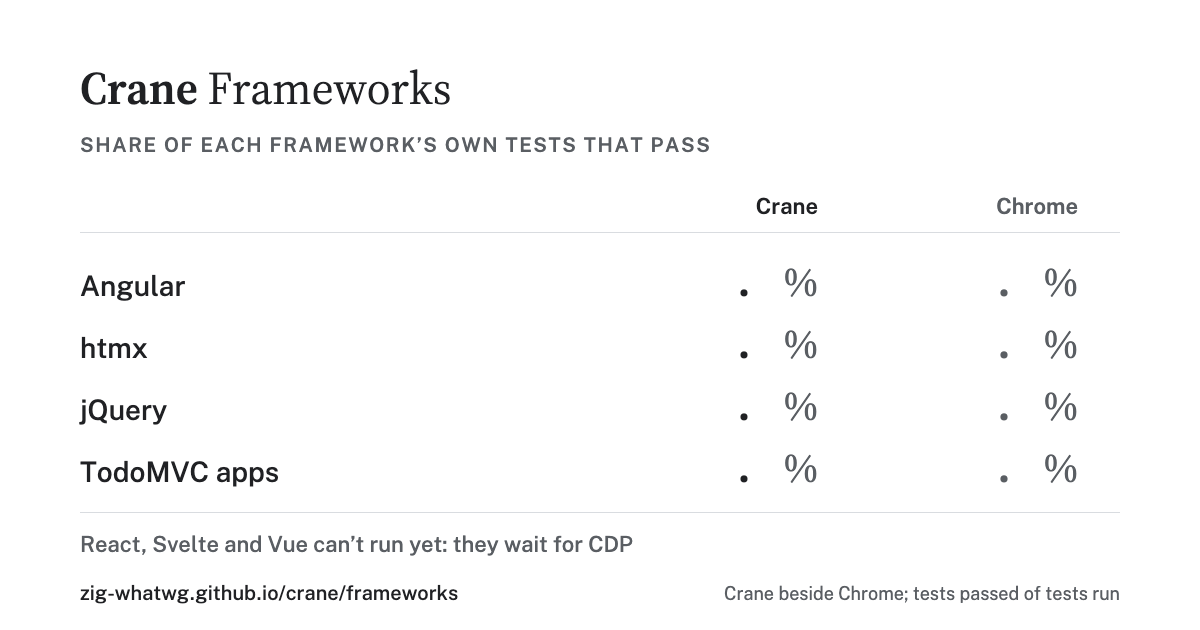 Crane Frameworks
SHARE OF EACH FRAMEWORK’S OWN TESTS THAT PASS
Crane Chrome
Angular . % . %
htmx . % . %
jQuery . % . %
TodoMVC apps . % . %
React, Svelte and Vue can’t run yet: they wait for CDP
zig-whatwg.github.io/crane/frameworks Crane beside Chrome; tests passed of tests run